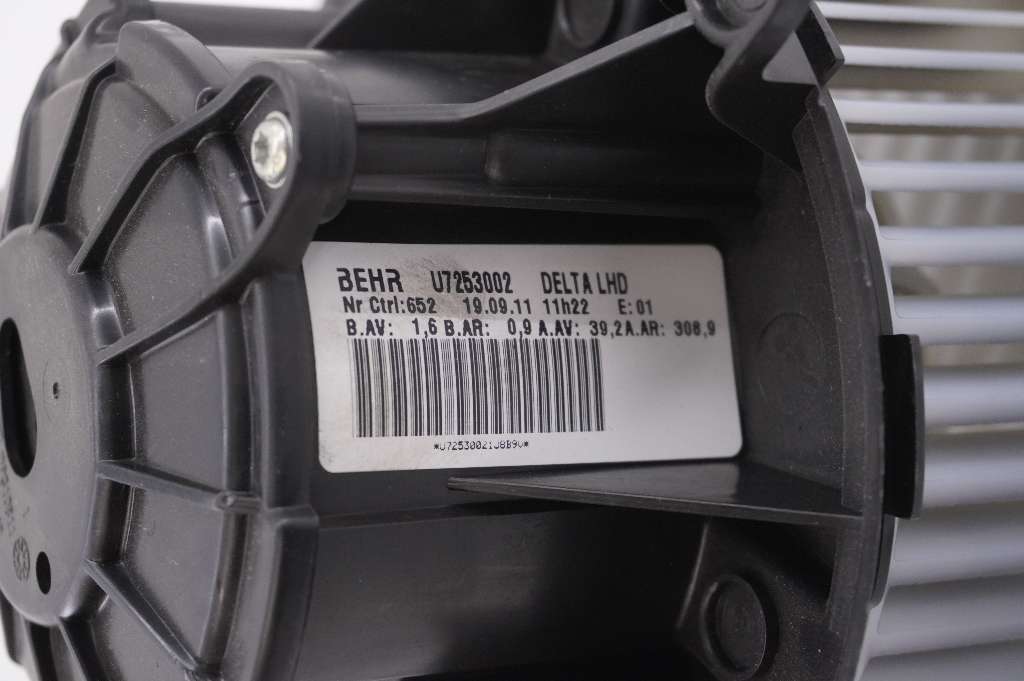 BEHR U7253002 DELTA LHD
Nr Ctrl:652 19.09.11 11h22 E:01
B.AV: 1,6 B.AR: 0,9 A.AV: 39,2 A.AR: 308,9